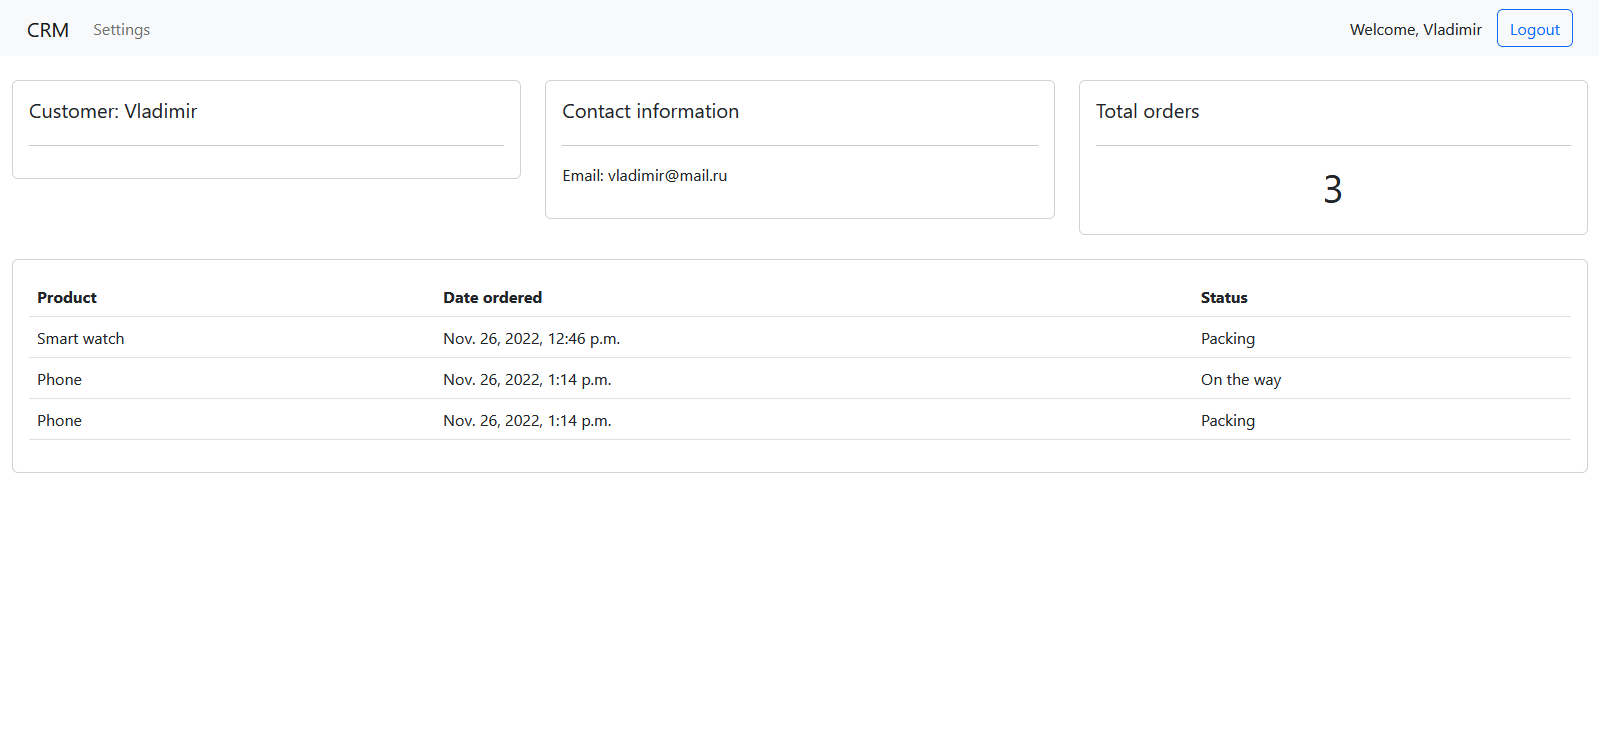 CRM Settings Welcome, Vladimir Logout
Customer: Vladimir
Contact information
Email: vladimir@mail.ru
Total orders
3
Product Date ordered Status
Smart watch Nov. 26, 2022, 12:46 p.m. Packing
Phone Nov. 26, 2022, 1:14 p.m. On the way
Phone Nov. 26, 2022, 1:14 p.m. Packing